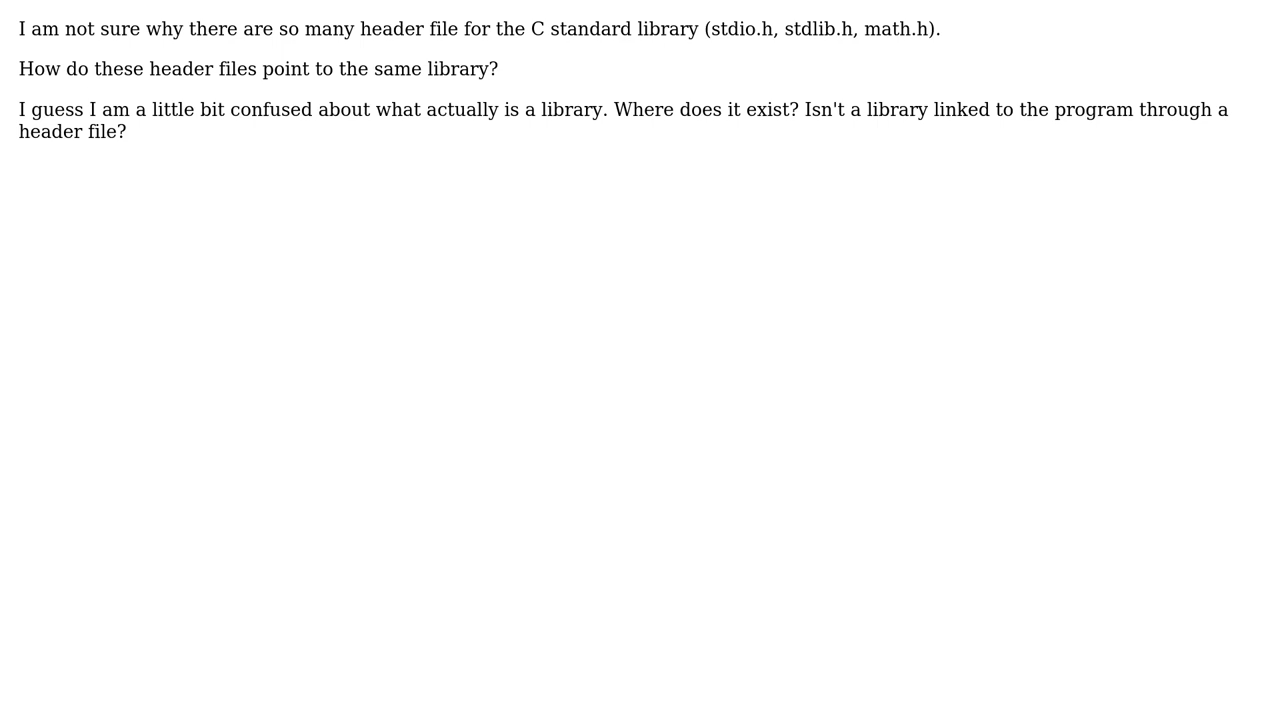 I am not sure why there are so many header file for the C standard library (stdio.h, stdlib.h, math.h).
How do these header files point to the same library?
I guess I am a little bit confused about what actually is a library. Where does it exist? Isn't a library linked to the program through a
header file?